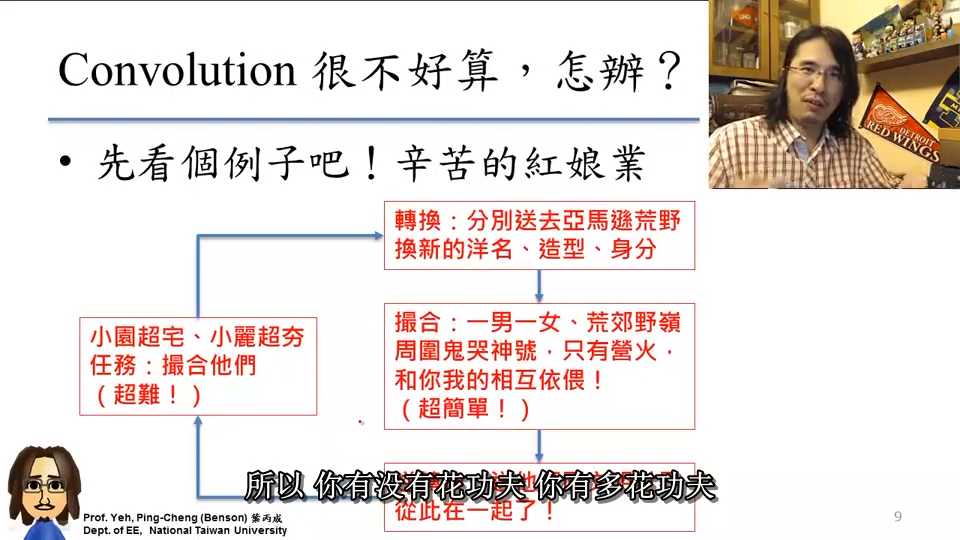 Convolution 很不好算，怎辦？
• 先看個例子吧！辛苦的紅娘業
轉換：分別送去亞馬遜荒野
換新的洋名、造型、身分
小園超宅、小麗超夯
任務：撮合他們
（超難！）
撮合：一男一女、荒郊野嶺
周圍鬼哭神號，只有營火，
和你我的相互依偎！
（超簡單！）
從此在一起了！
所以 你有没有花功夫 你有多花功夫
Prof. Yeh, Ping-Cheng (Benson) 葉丙成
Dept. of EE, National Taiwan University
9
DETROIT
RED WINGS